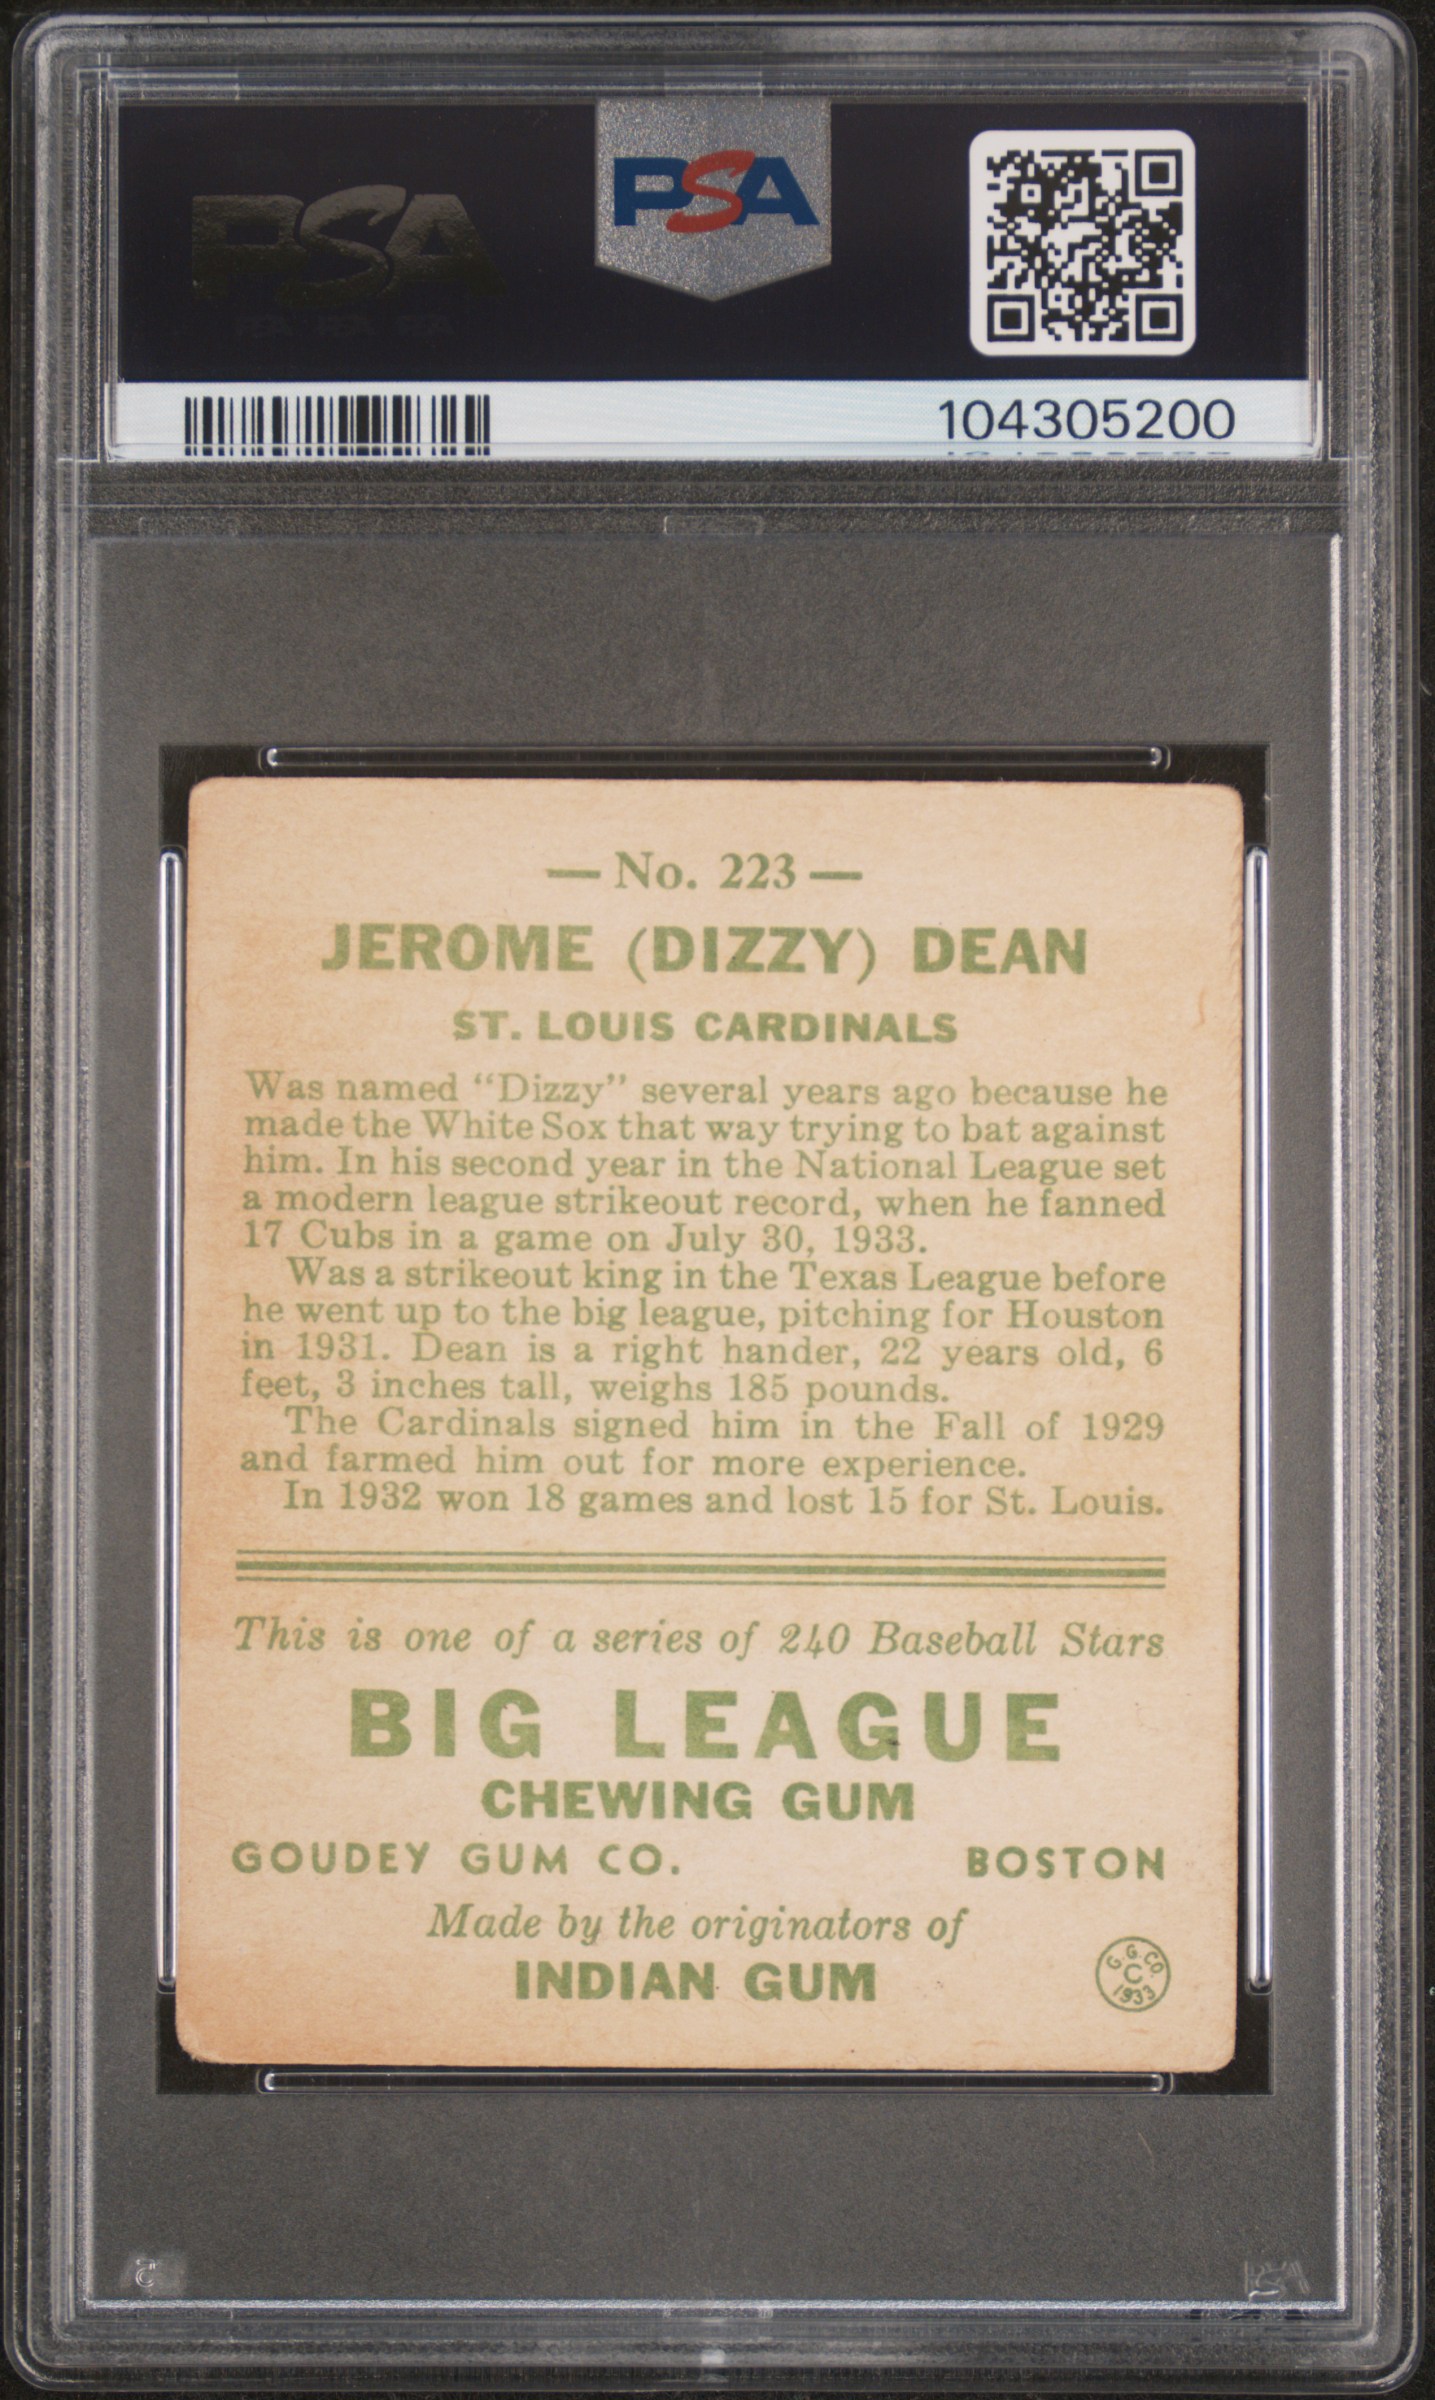 PSA
PSA
104305200
— No. 223 —
JEROME (DIZZY) DEAN
ST. LOUIS CARDINALS
Was named "Dizzy" several years ago because he
made the White Sox that way trying to bat against
him. In his second year in the National League set
a modern league strikeout record, when he fanned
17 Cubs in a game on July 30, 1933.
Was a strikeout king in the Texas League before
he went up to the big league, pitching for Houston
in 1931. Dean is a right hander, 22 years old, 6
feet, 3 inches tall, weighs 185 pounds.
The Cardinals signed him in the Fall of 1929
and farmed him out for more experience.
In 1932 won 18 games and lost 15 for St. Louis.
This is one of a series of 240 Baseball Stars
BIG LEAGUE
CHEWING GUM
GOUDEY GUM CO. BOSTON
Made by the originators of
INDIAN GUM
G. G. CO.
C
1933